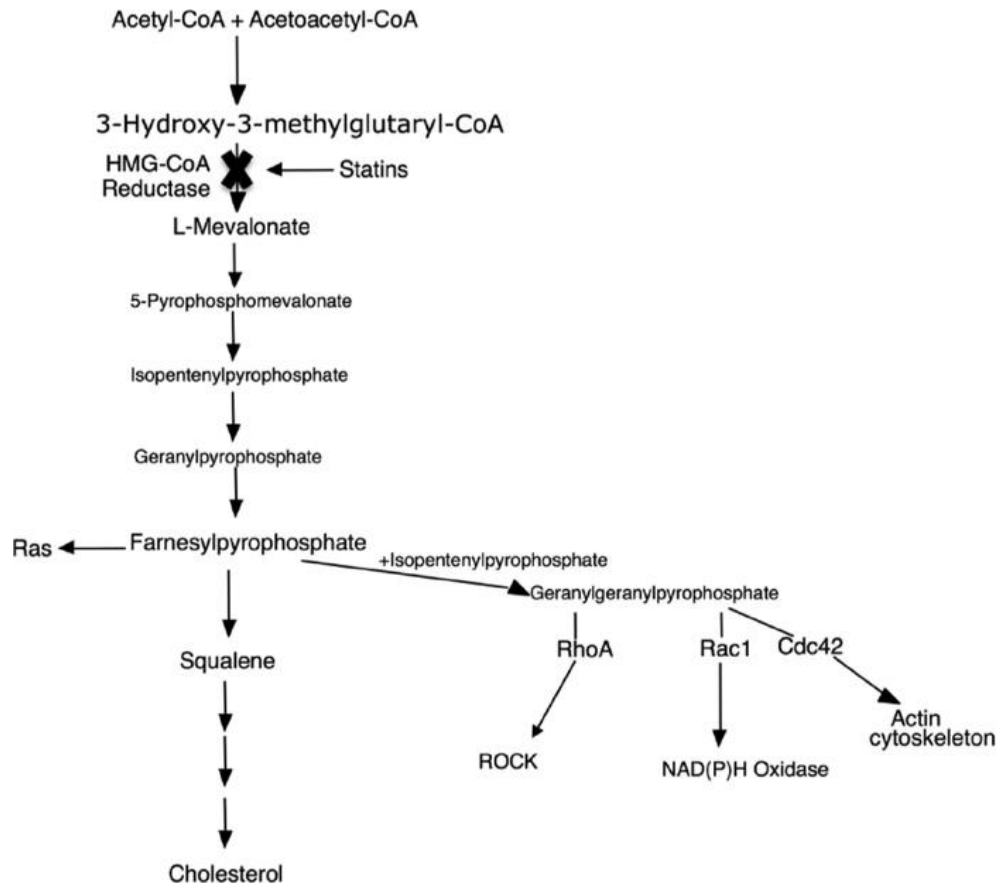 Acetyl-CoA + Acetoacetyl-CoA
3-Hydroxy-3-methylglutaryl-CoA
HMG-CoA
Reductase
Statins
L-Mevalonate
5-Pyrophosphomevalonate
Isopentenylpyrophosphate
Geranylpyrophosphate
Ras
Farnesylpyrophosphate
+Isopentenylpyrophosphate
Geranylgeranylpyrophosphate
Squalene
RhoA
Rac1
Cdc42
Actin
cytoskeleton
ROCK
NAD(P)H Oxidase
Cholesterol